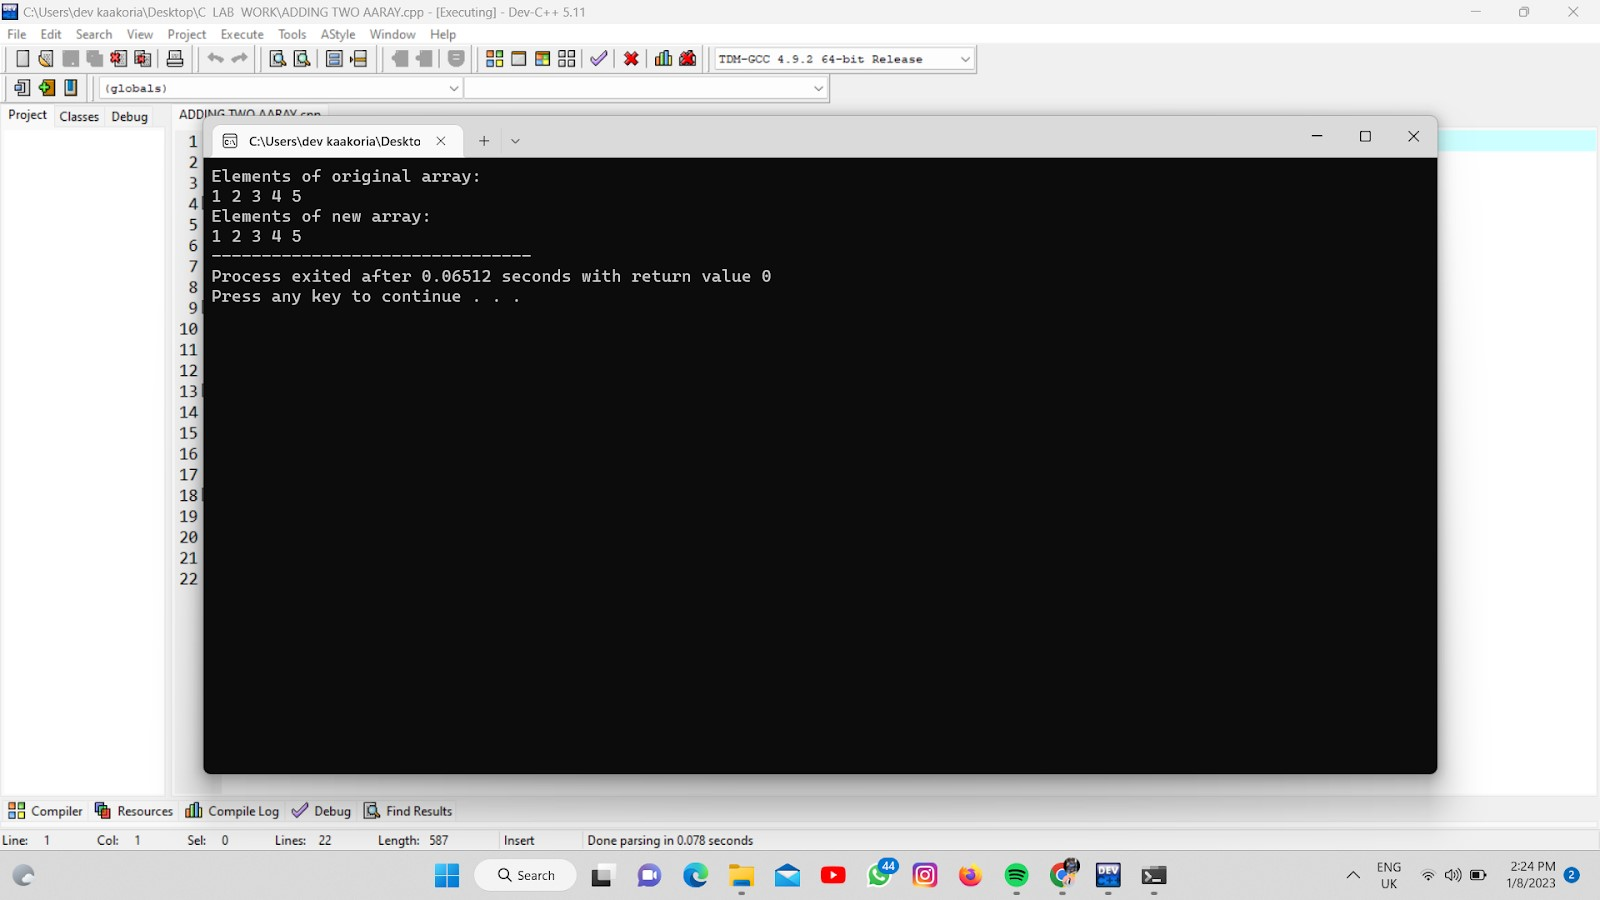 C:\Users\dev kaakoria\Desktop\C LAB WORK\ADDING TWO AARAY.cpp - [Executing] - Dev-C++ 5.11
File Edit Search View Project Execute Tools AStyle Window Help
TDM-GCC 4.9.2 64-bit Release
(globals)
Project Classes Debug
ADDING TWO AARAY.cpp
C:\Users\dev kaakoria\Deskto
1
2
3
4
5
6
7
8
9
10
11
12
13
14
15
16
17
18
19
20
21
22
Elements of original array:
1 2 3 4 5
Elements of new array:
1 2 3 4 5
--------------------------------
Process exited after 0.06512 seconds with return value 0
Press any key to continue . . .
Compiler Resources Compile Log Debug Find Results
Line: 1 Col: 1 Sel: 0 Lines: 22 Length: 587 Insert Done parsing in 0.078 seconds
Search
44
DEV
ENG
UK
2:24 PM
1/8/2023
2